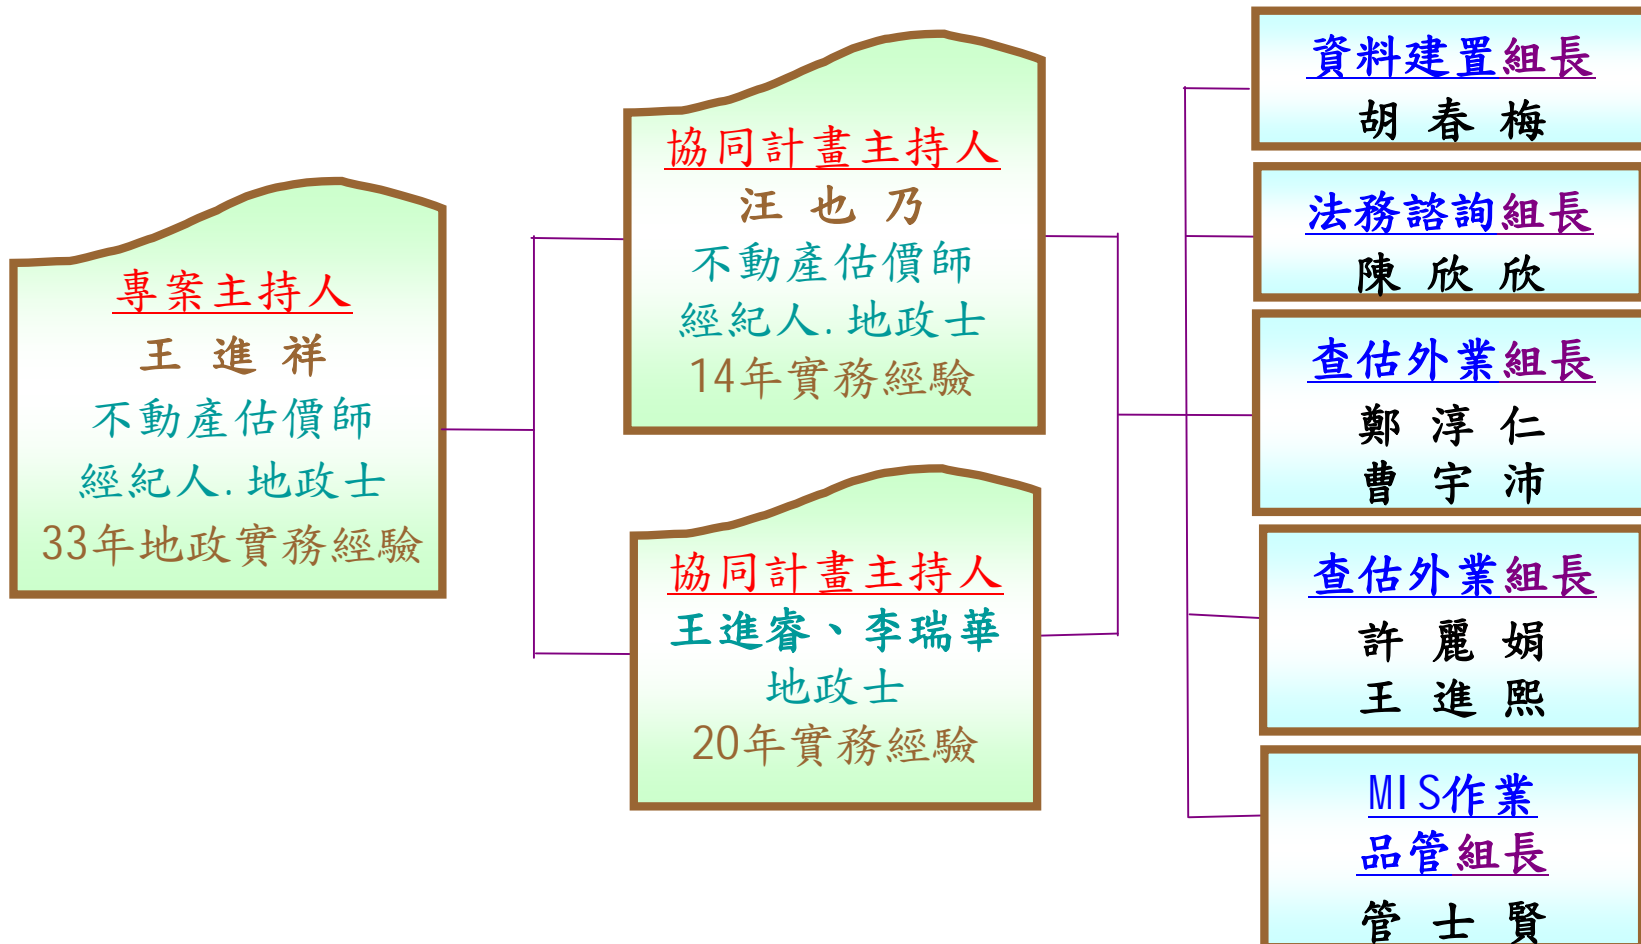 專案主持人
王 進 祥
不動產估價師
經紀人.地政士
33年地政實務經驗
協同計畫主持人
汪 也 乃
不動產估價師
經紀人.地政士
14年實務經驗
協同計畫主持人
王進睿、李瑞華
地政士
20年實務經驗
資料建置組長
胡 春 梅
法務諮詢組長
陳 欣 欣
查估外業組長
鄭 淳 仁
曹 宇 沛
查估外業組長
許 麗 娟
王 進 熙
MIS作業
品管組長
管 士 賢